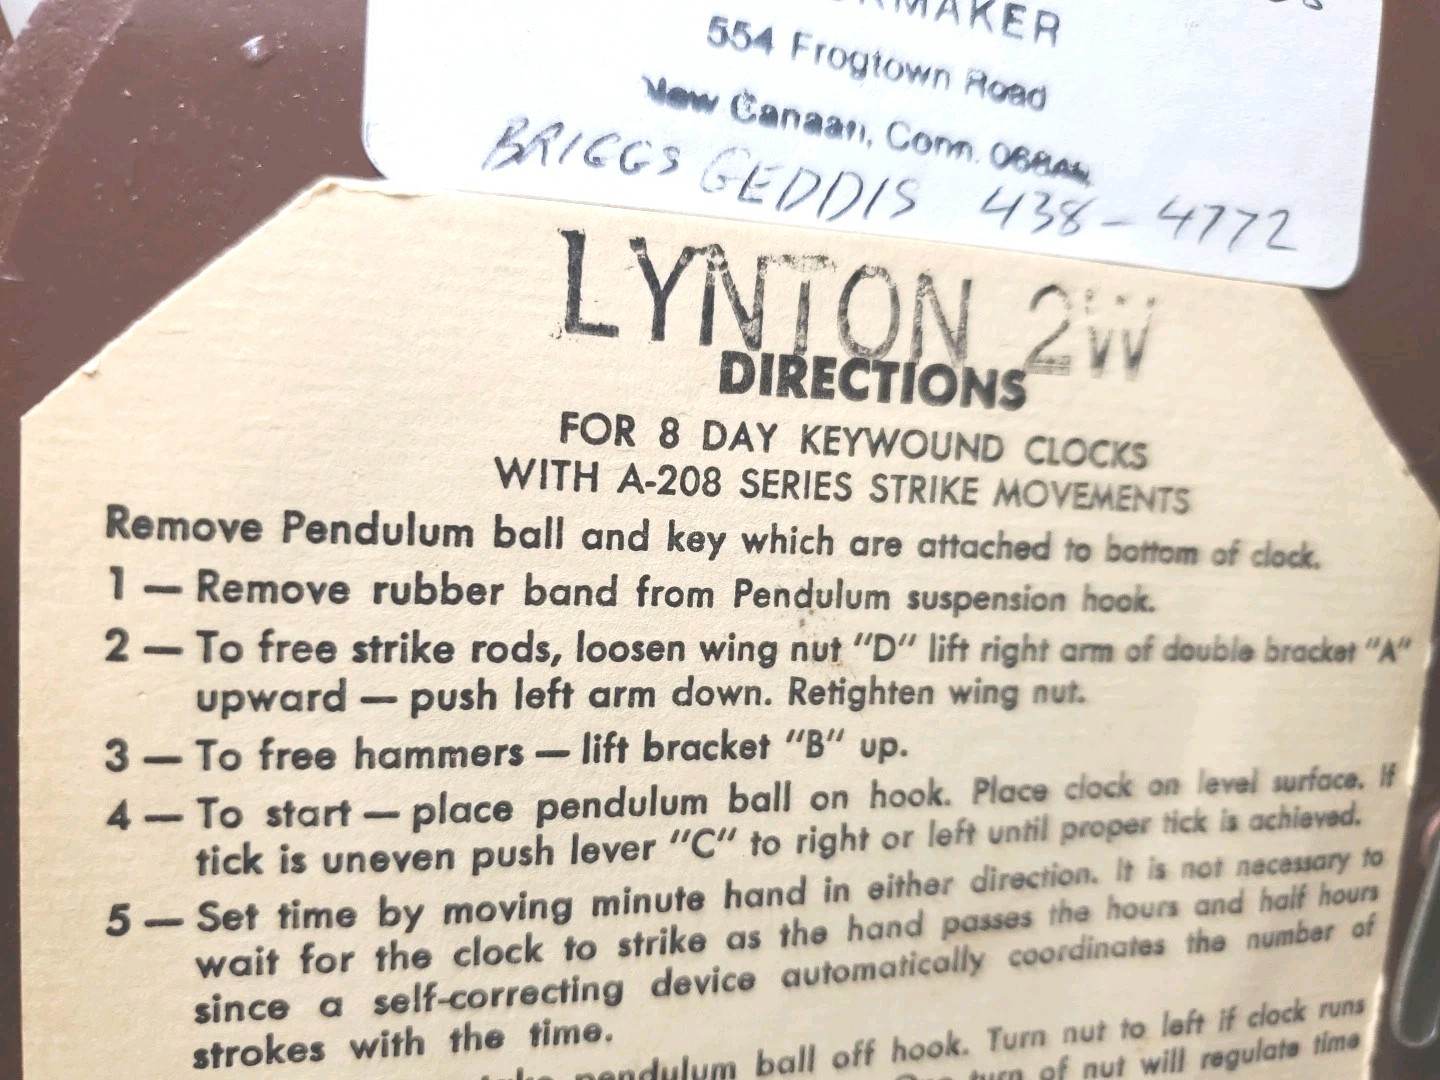 554 Frogtown Road
New Canaan, Conn.
BRIGGS GEDDIS 438-4772
LYNTON 2W
DIRECTIONS
FOR 8 DAY KEYWOUND CLOCKS
WITH A-208 SERIES STRIKE MOVEMENTS
Remove Pendulum ball and key which are attached to bottom of clock.
1 — Remove rubber band from Pendulum suspension hook.
2 — To free strike rods, loosen wing nut "D" lift right arm of double bracket "A"
upward — push left arm down. Retighten wing nut.
3 — To free hammers — lift bracket "B" up.
4 — To start — place pendulum ball on hook. Place clock on level surface. If
tick is uneven push lever "C" to right or left until proper tick is achieved.
5 — Set time by moving minute hand in either direction. It is not necessary to
wait for the clock to strike as the hand passes the hours and half hours
since a self-correcting device automatically coordinates the number of
strokes with the time.
pendulum ball off hook. Turn nut to left if clock runs
turn of nut will regulate time